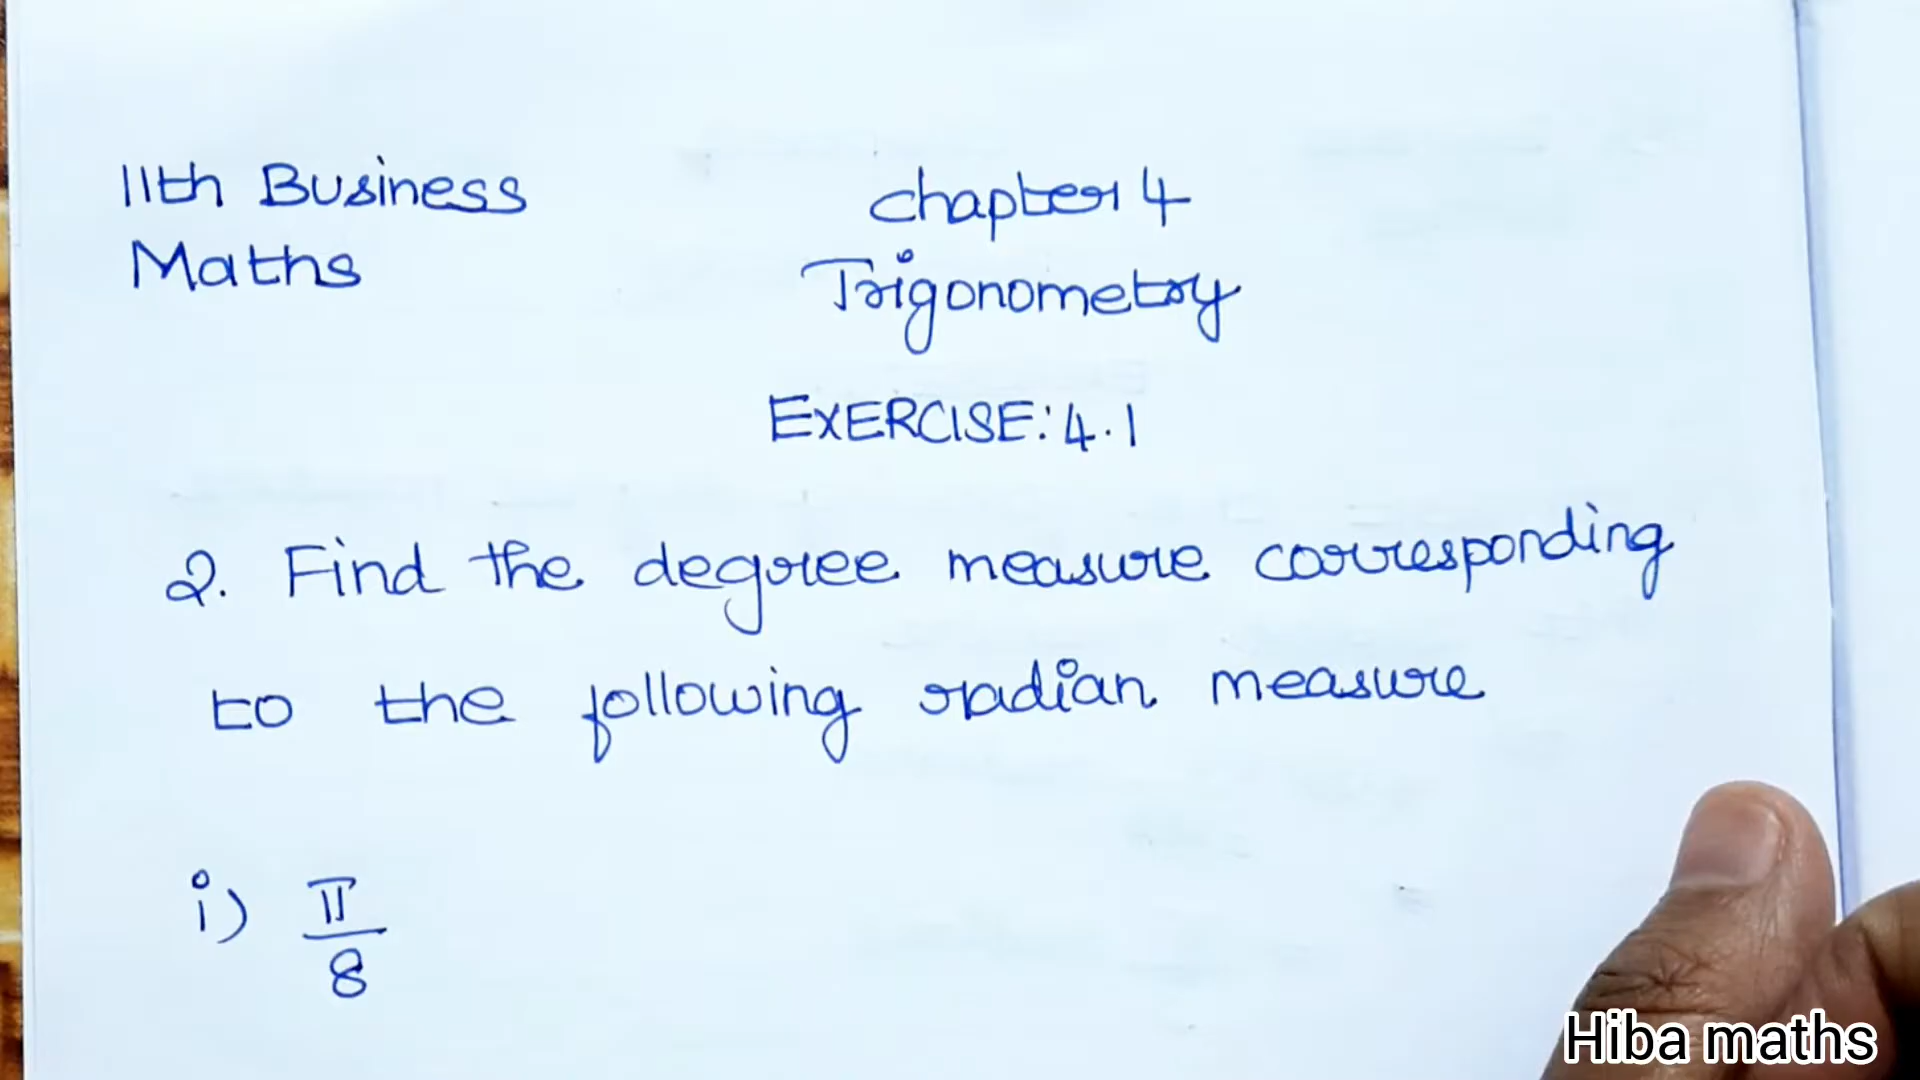 11th Business
Maths
chapter 4
Trigonometry
EXERCISE: 4.1
2. Find the degree measure corresponding
to the following radian measure
i) π/8
Hiba maths